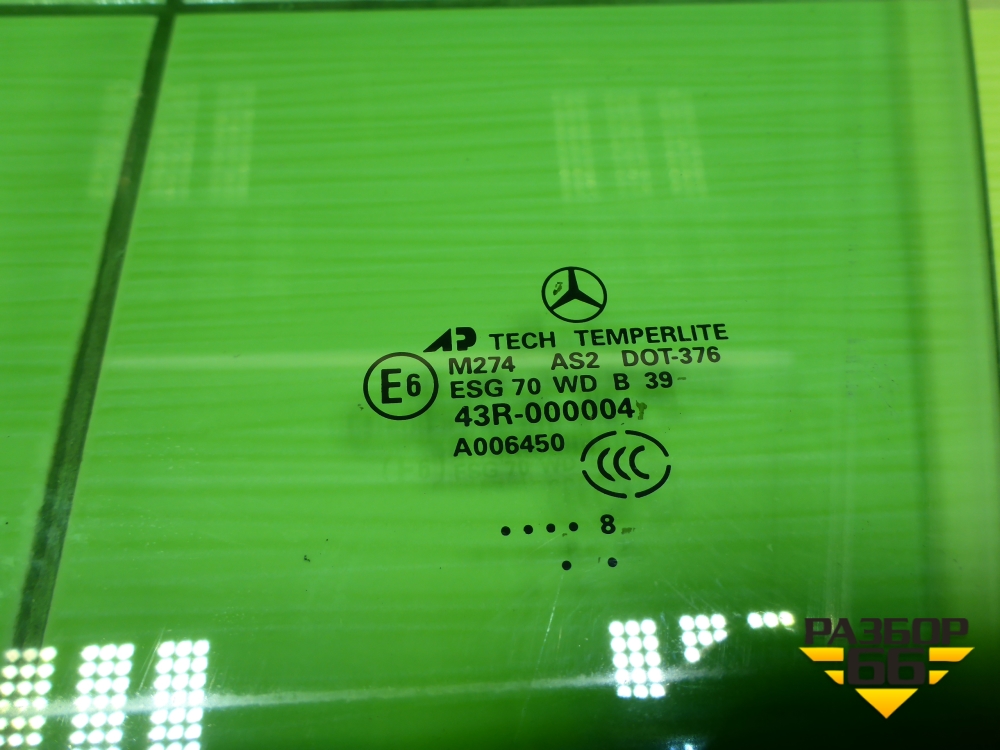 AP TECH TEMPERLITE
M274 AS2 DOT-376
E6
ESG 70 WD B 39
43R-000004
A006450
CCC
•••• 8
• •
РАЗБОР
66